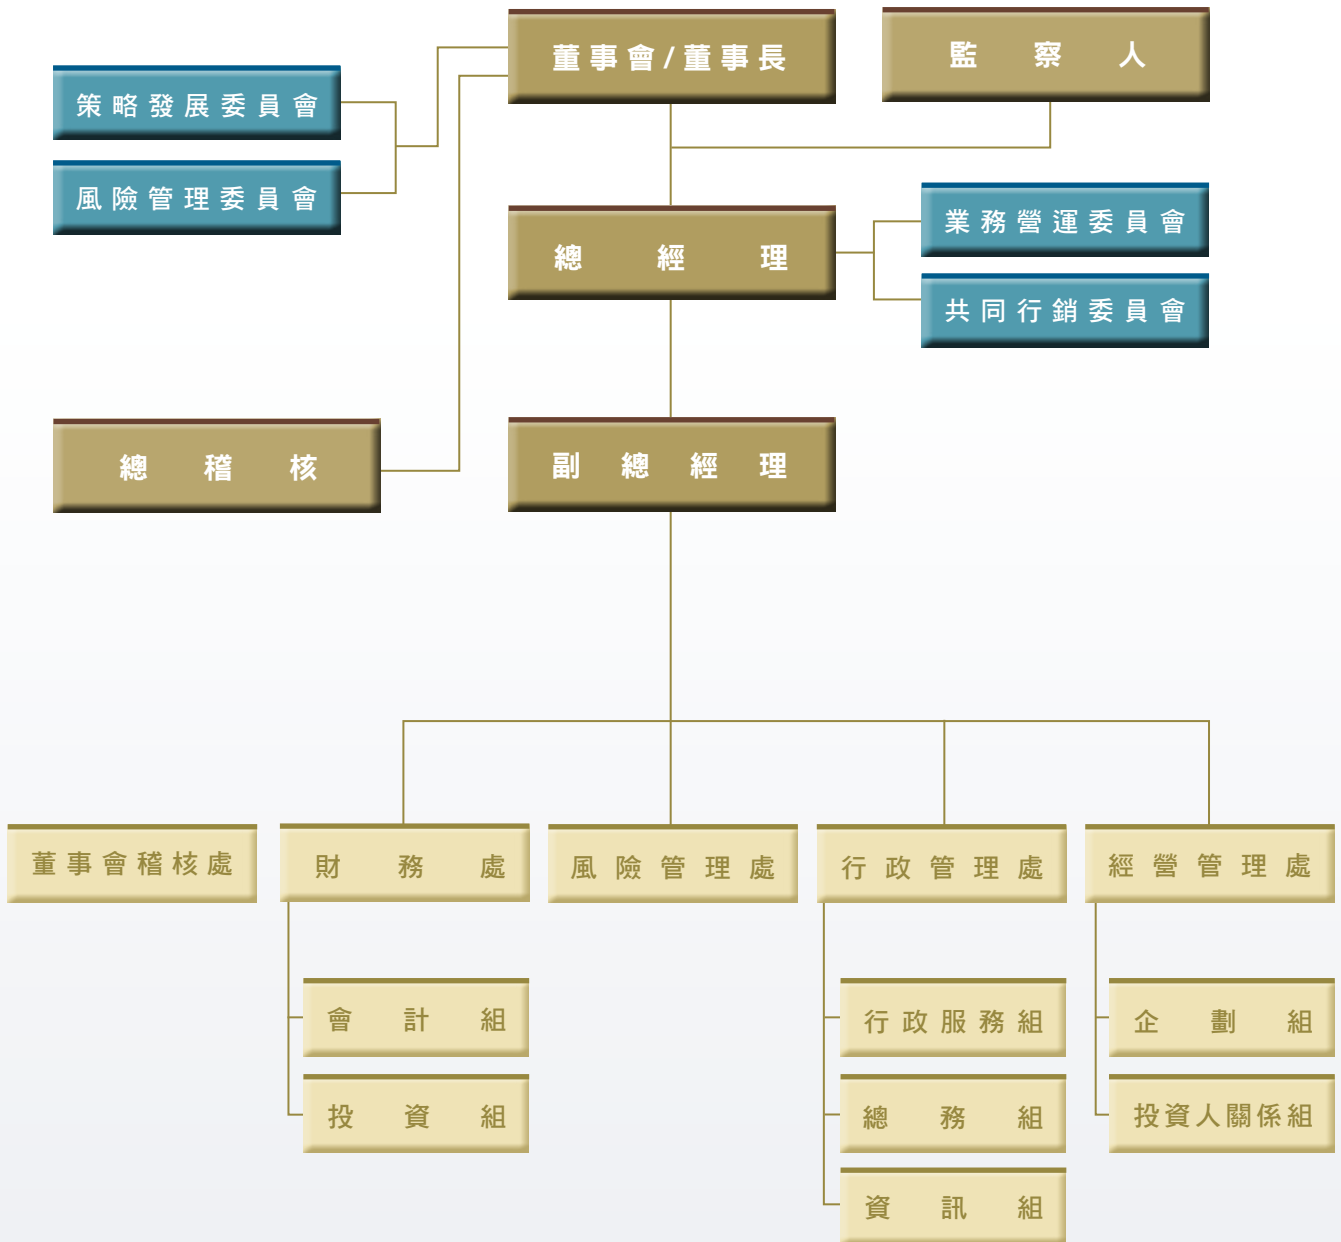 董事會/董事長
監察人
策略發展委員會
風險管理委員會
總經理
業務營運委員會
共同行銷委員會
總稽核
副總經理
董事會稽核處
財務處
風險管理處
行政管理處
經營管理處
會計組
行政服務組
企劃組
投資組
總務組
投資人關係組
資訊組